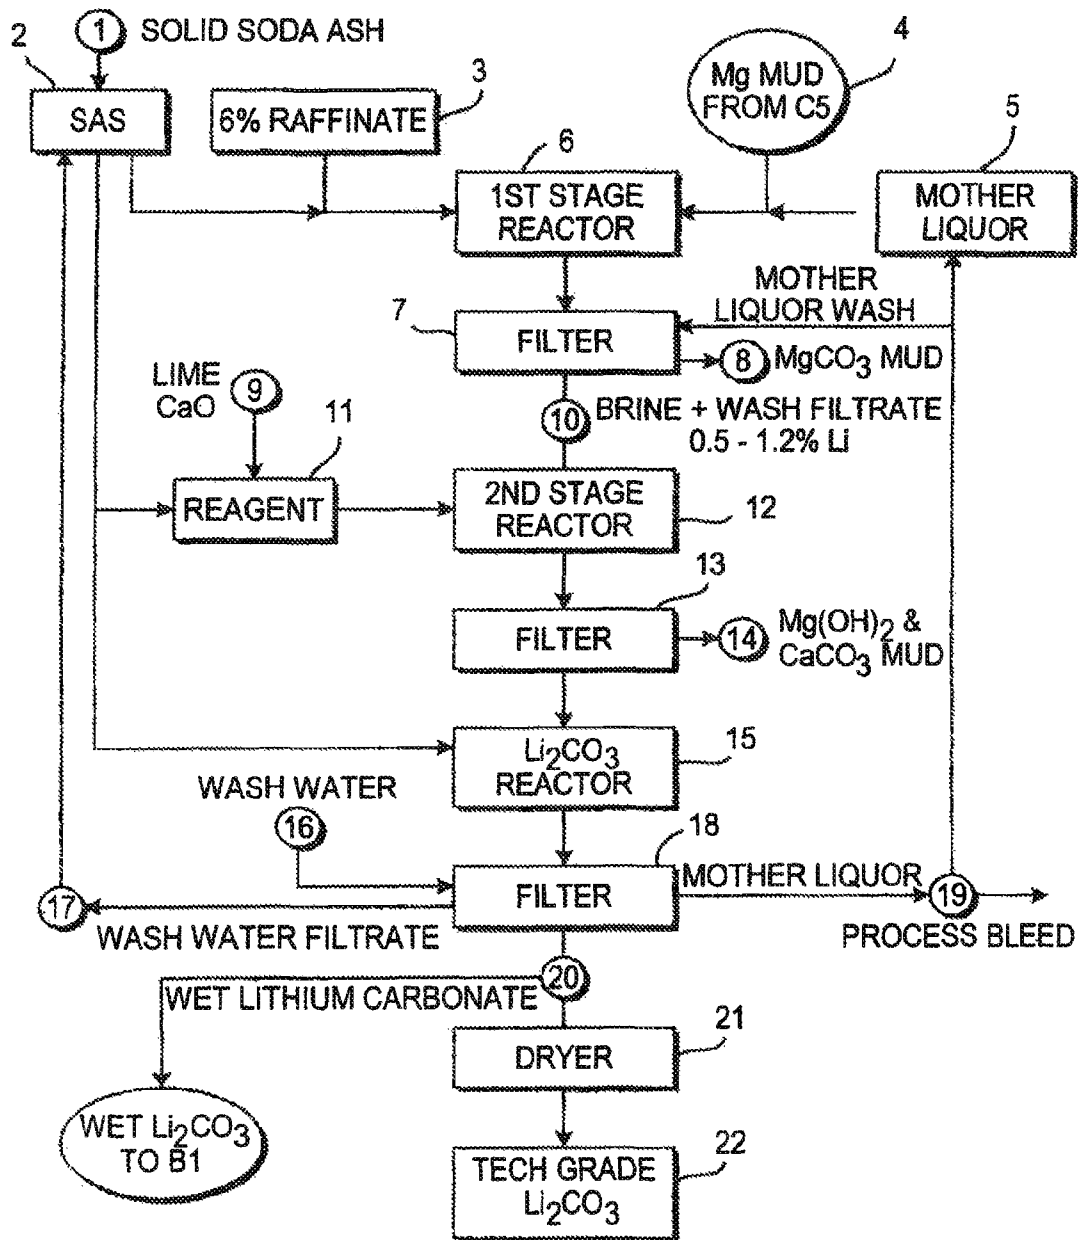 1
SOLID SODA ASH
2
SAS
3
6% RAFFINATE
4
Mg MUD
FROM C5
5
MOTHER
LIQUOR
6
1ST STAGE
REACTOR
MOTHER
LIQUOR WASH
7
FILTER
8
MgCO3 MUD
LIME
CaO
9
10
BRINE + WASH FILTRATE
0.5 - 1.2% Li
11
REAGENT
2ND STAGE
REACTOR
12
13
FILTER
14
Mg(OH)2 &
CaCO3 MUD
Li2CO3
REACTOR
15
WASH WATER
16
18
FILTER
MOTHER LIQUOR
19
PROCESS BLEED
17
WASH WATER FILTRATE
20
WET LITHIUM CARBONATE
21
DRYER
WET Li2CO3
TO B1
22
TECH GRADE
Li2CO3